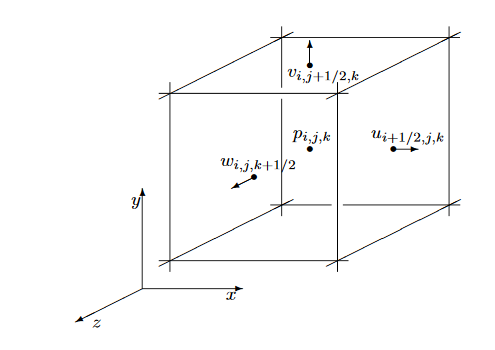 v_{i,j+1/2,k}
p_{i,j,k}
u_{i+1/2,j,k}
w_{i,j,k+1/2}
y
x
z